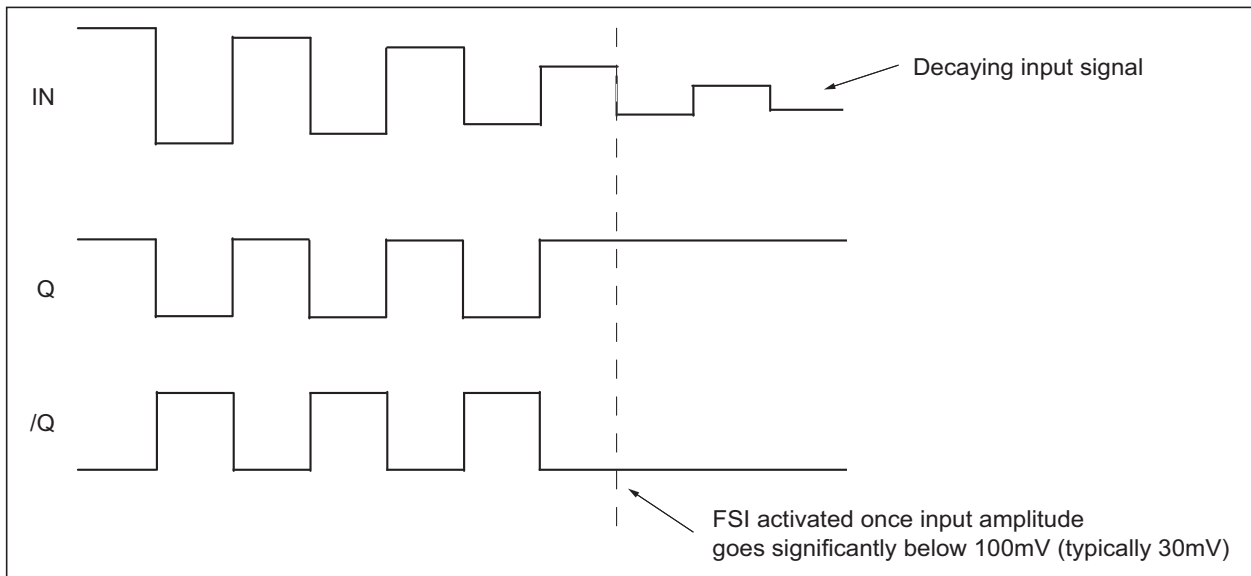 IN
Decaying input signal
Q
/Q
FSI activated once input amplitude
goes significantly below 100mV (typically 30mV)